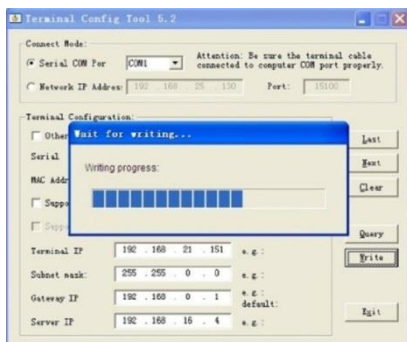 Terminal Config Tool 5.2
Connect Mode:
Serial COM Por COM1 Attention: Be sure the terminal cable
connected to computer COM port properly.
Network IP Addres: 192 . 168 . 25 . 130 Port: 15100
Terminal Configuration:
Other
Wait for writing...
Last
Serial
Writing progress:
Next
MAC Addr
Clear
Suppo
Suppo
Query
Terminal IP 192 . 168 . 21 . 151 e.g.:
Write
Subnet mask: 255 . 255 . 0 . 0 e.g.:
Gateway IP 192 . 168 . 0 . 1 e.g.:
default:
Server IP 192 . 168 . 16 . 4 e.g.:
Exit